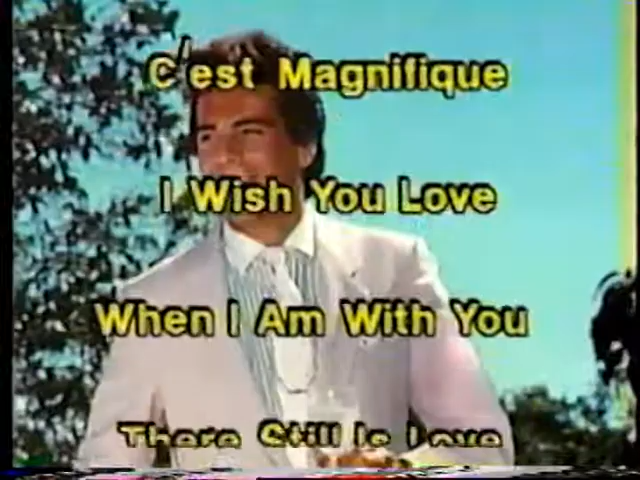 C'est Magnifique
I Wish You Love
When I Am With You
There Still Is Love